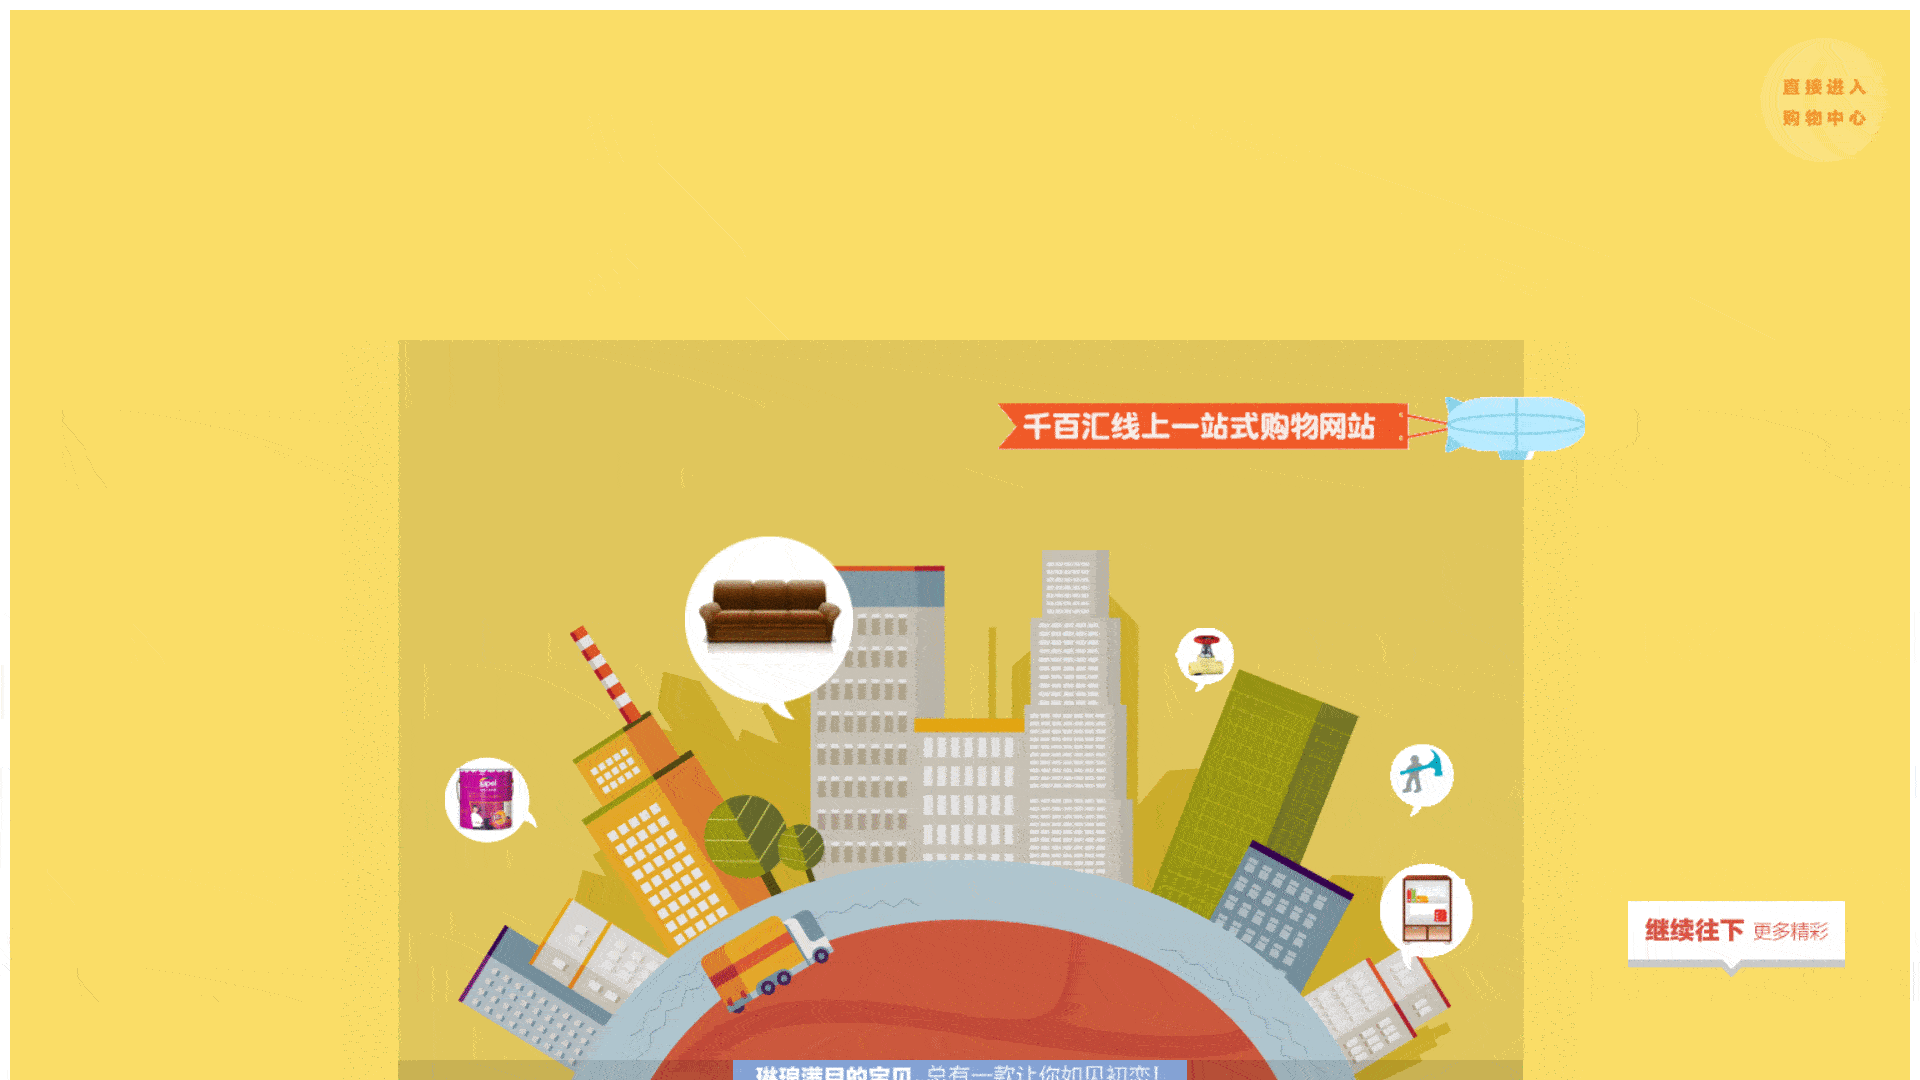 直接进入
购物中心
千百汇线上一站式购物网站
继续往下 更多精彩
琳琅满目的宝贝，总有一款让你如见初恋！